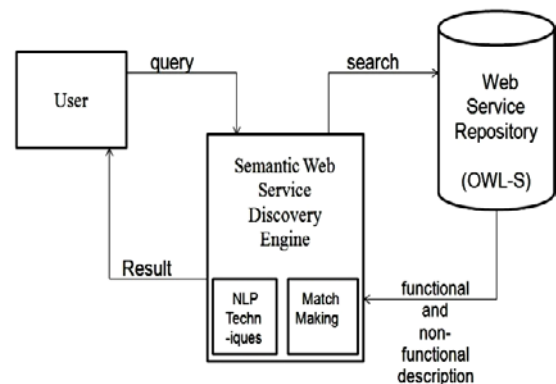 User
query
search
Web
Service
Repository
(OWL-S)
Semantic Web
Service
Discovery
Engine
NLP
Techn
-iques
Match
Making
Result
functional
and
non-
functional
description